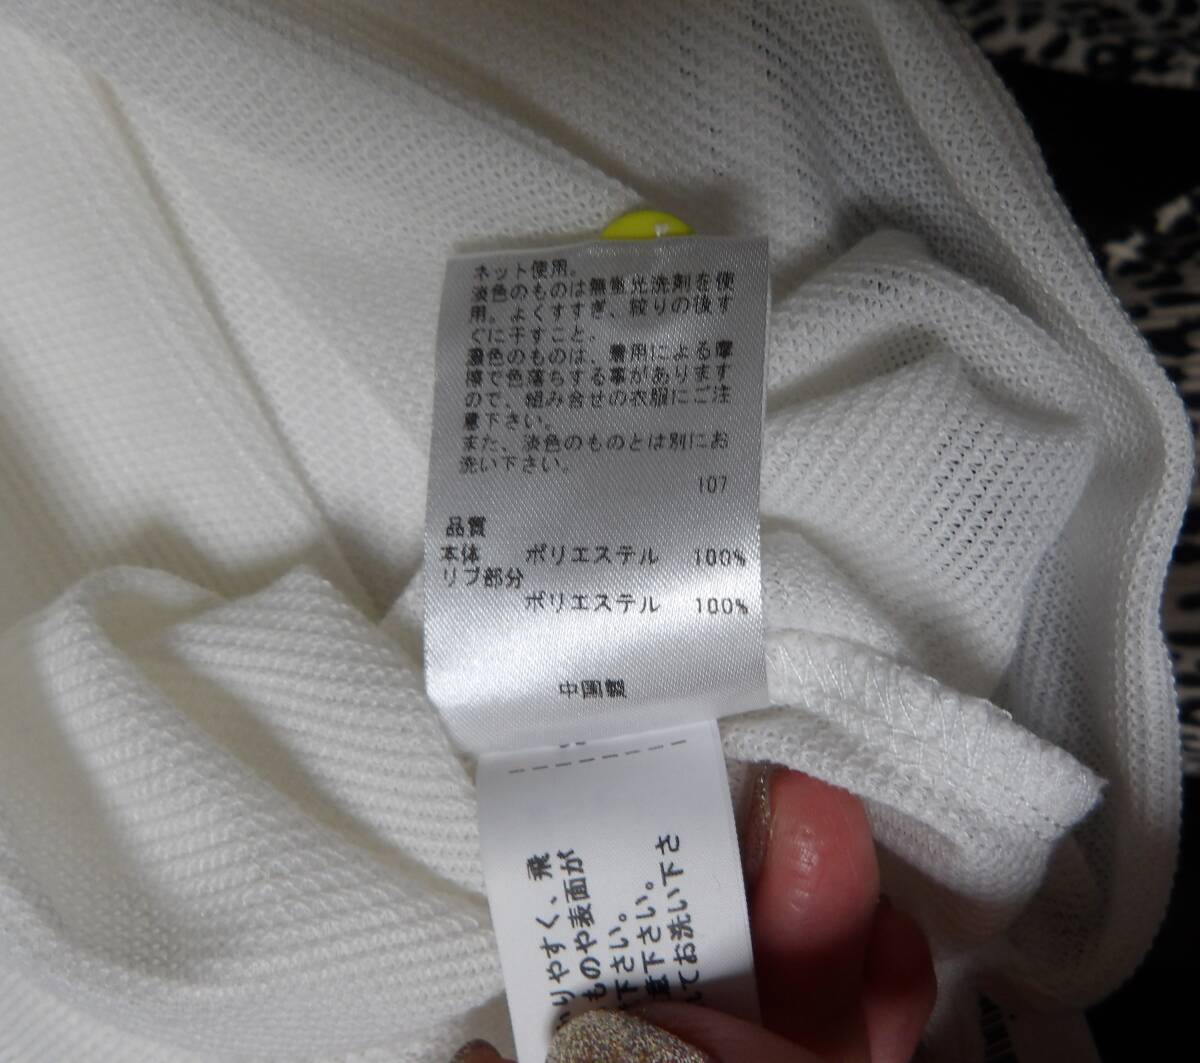 ネット使用。
淡色のものは無蛍光洗剤を使
用。よくすすぎ、絞りの後す
ぐに干すこと。
濃色のものは、着用による摩
擦で色落ちする事があります
ので、組み合せの衣服にご注
意下さい。
また、淡色のものとは別にお
洗い下さい。
107
品質
本体 ポリエステル 100%
リブ部分
ポリエステル 100%
中国製
りやすく、飛
ものや表面が
下さい。
意下さい。
てお洗い下さ